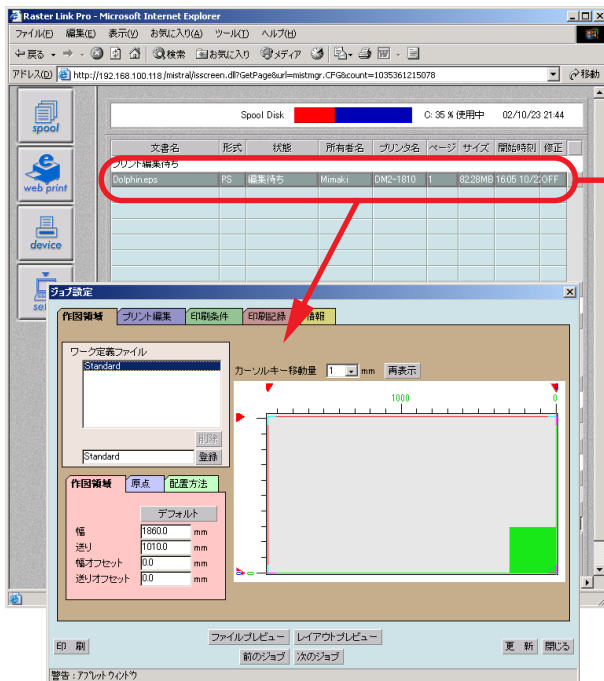 Raster Link Pro - Microsoft Internet Explorer
ファイル(F) 編集(E) 表示(V) お気に入り(A) ツール(T) ヘルプ(H)
戻る 検索 お気に入り メディア
アドレス(D) http://192.168.100.118/mistral/isscreen.dll?GetPage&url=mistmgr.CFG&count=1035361215078 移動
spool
Spool Disk C: 35 % 使用中 02/10/23 21:44
文書名 形式 状態 所有者名 プリンタ名 ページ サイズ 開始時刻 修正
プリント編集待ち
Dolphin.eps PS 編集待ち Mimaki DM2-1810 1 82.28MB 16:05 10/2 OFF
web print
device
ジョブ設定
作図領域 プリント編集 印刷条件 印刷記録 情報
ワーク定義ファイル
Standard
カーソルキー移動量 1 mm 再表示
1000 0
削除
Standard 登録
作図領域 原点 配置方法
デフォルト
幅 1860.0 mm
送り 1010.0 mm
幅オフセット 0.0 mm
送りオフセット 0.0 mm
0
印 刷 ファイルプレビュー レイアウトプレビュー 更 新 閉じる
前のジョブ 次のジョブ
警告 : アプレット ウィンドウ